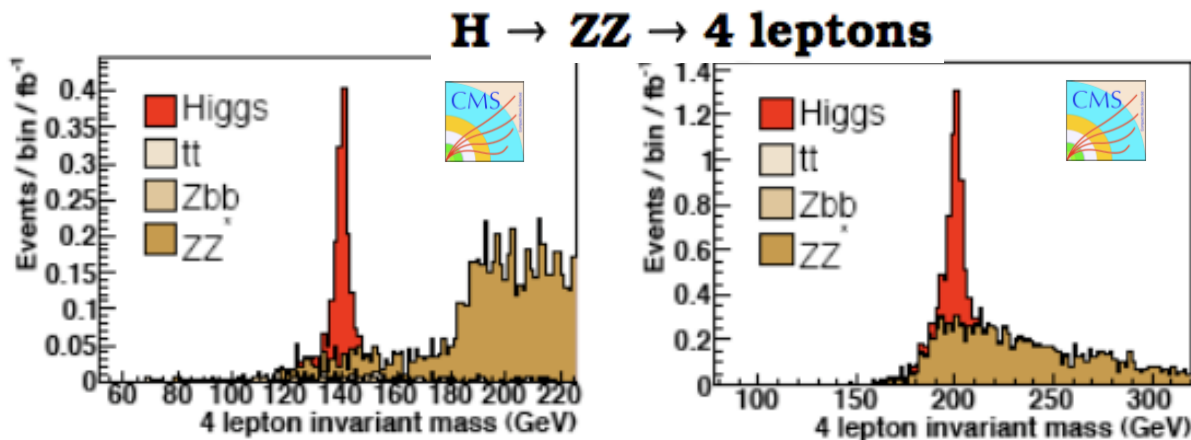 H → ZZ → 4 leptons
Events / bin / fb⁻¹
0.4
0.35
0.3
0.25
0.2
0.15
0.1
0.05
0
Higgs
tt
Zbb
ZZ*
CMS
60 80 100 120 140 160 180 200 220
4 lepton invariant mass (GeV)
Events / bin / fb⁻¹
1.4
1.2
1
0.8
0.6
0.4
0.2
0
Higgs
tt
Zbb
ZZ*
CMS
100 150 200 250 300
4 lepton invariant mass (GeV)